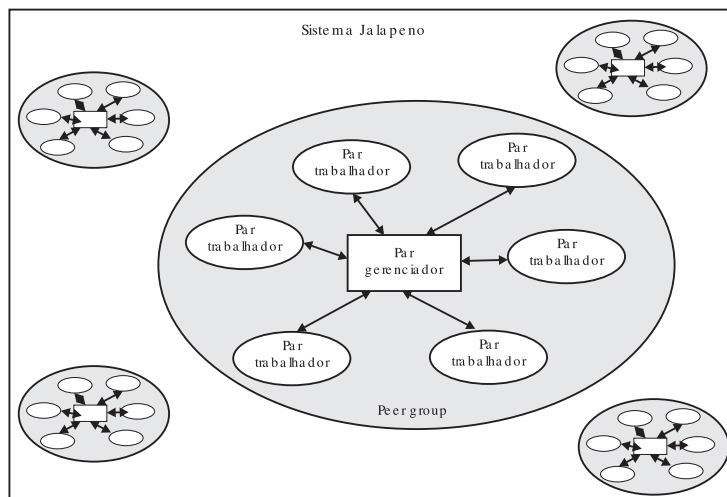 Sistema Jalapeno
Par
trabalhador
Par
trabalhador
Par
trabalhador
Par
gerenciador
Par
trabalhador
Par
trabalhador
Par
trabalhador
Peer group